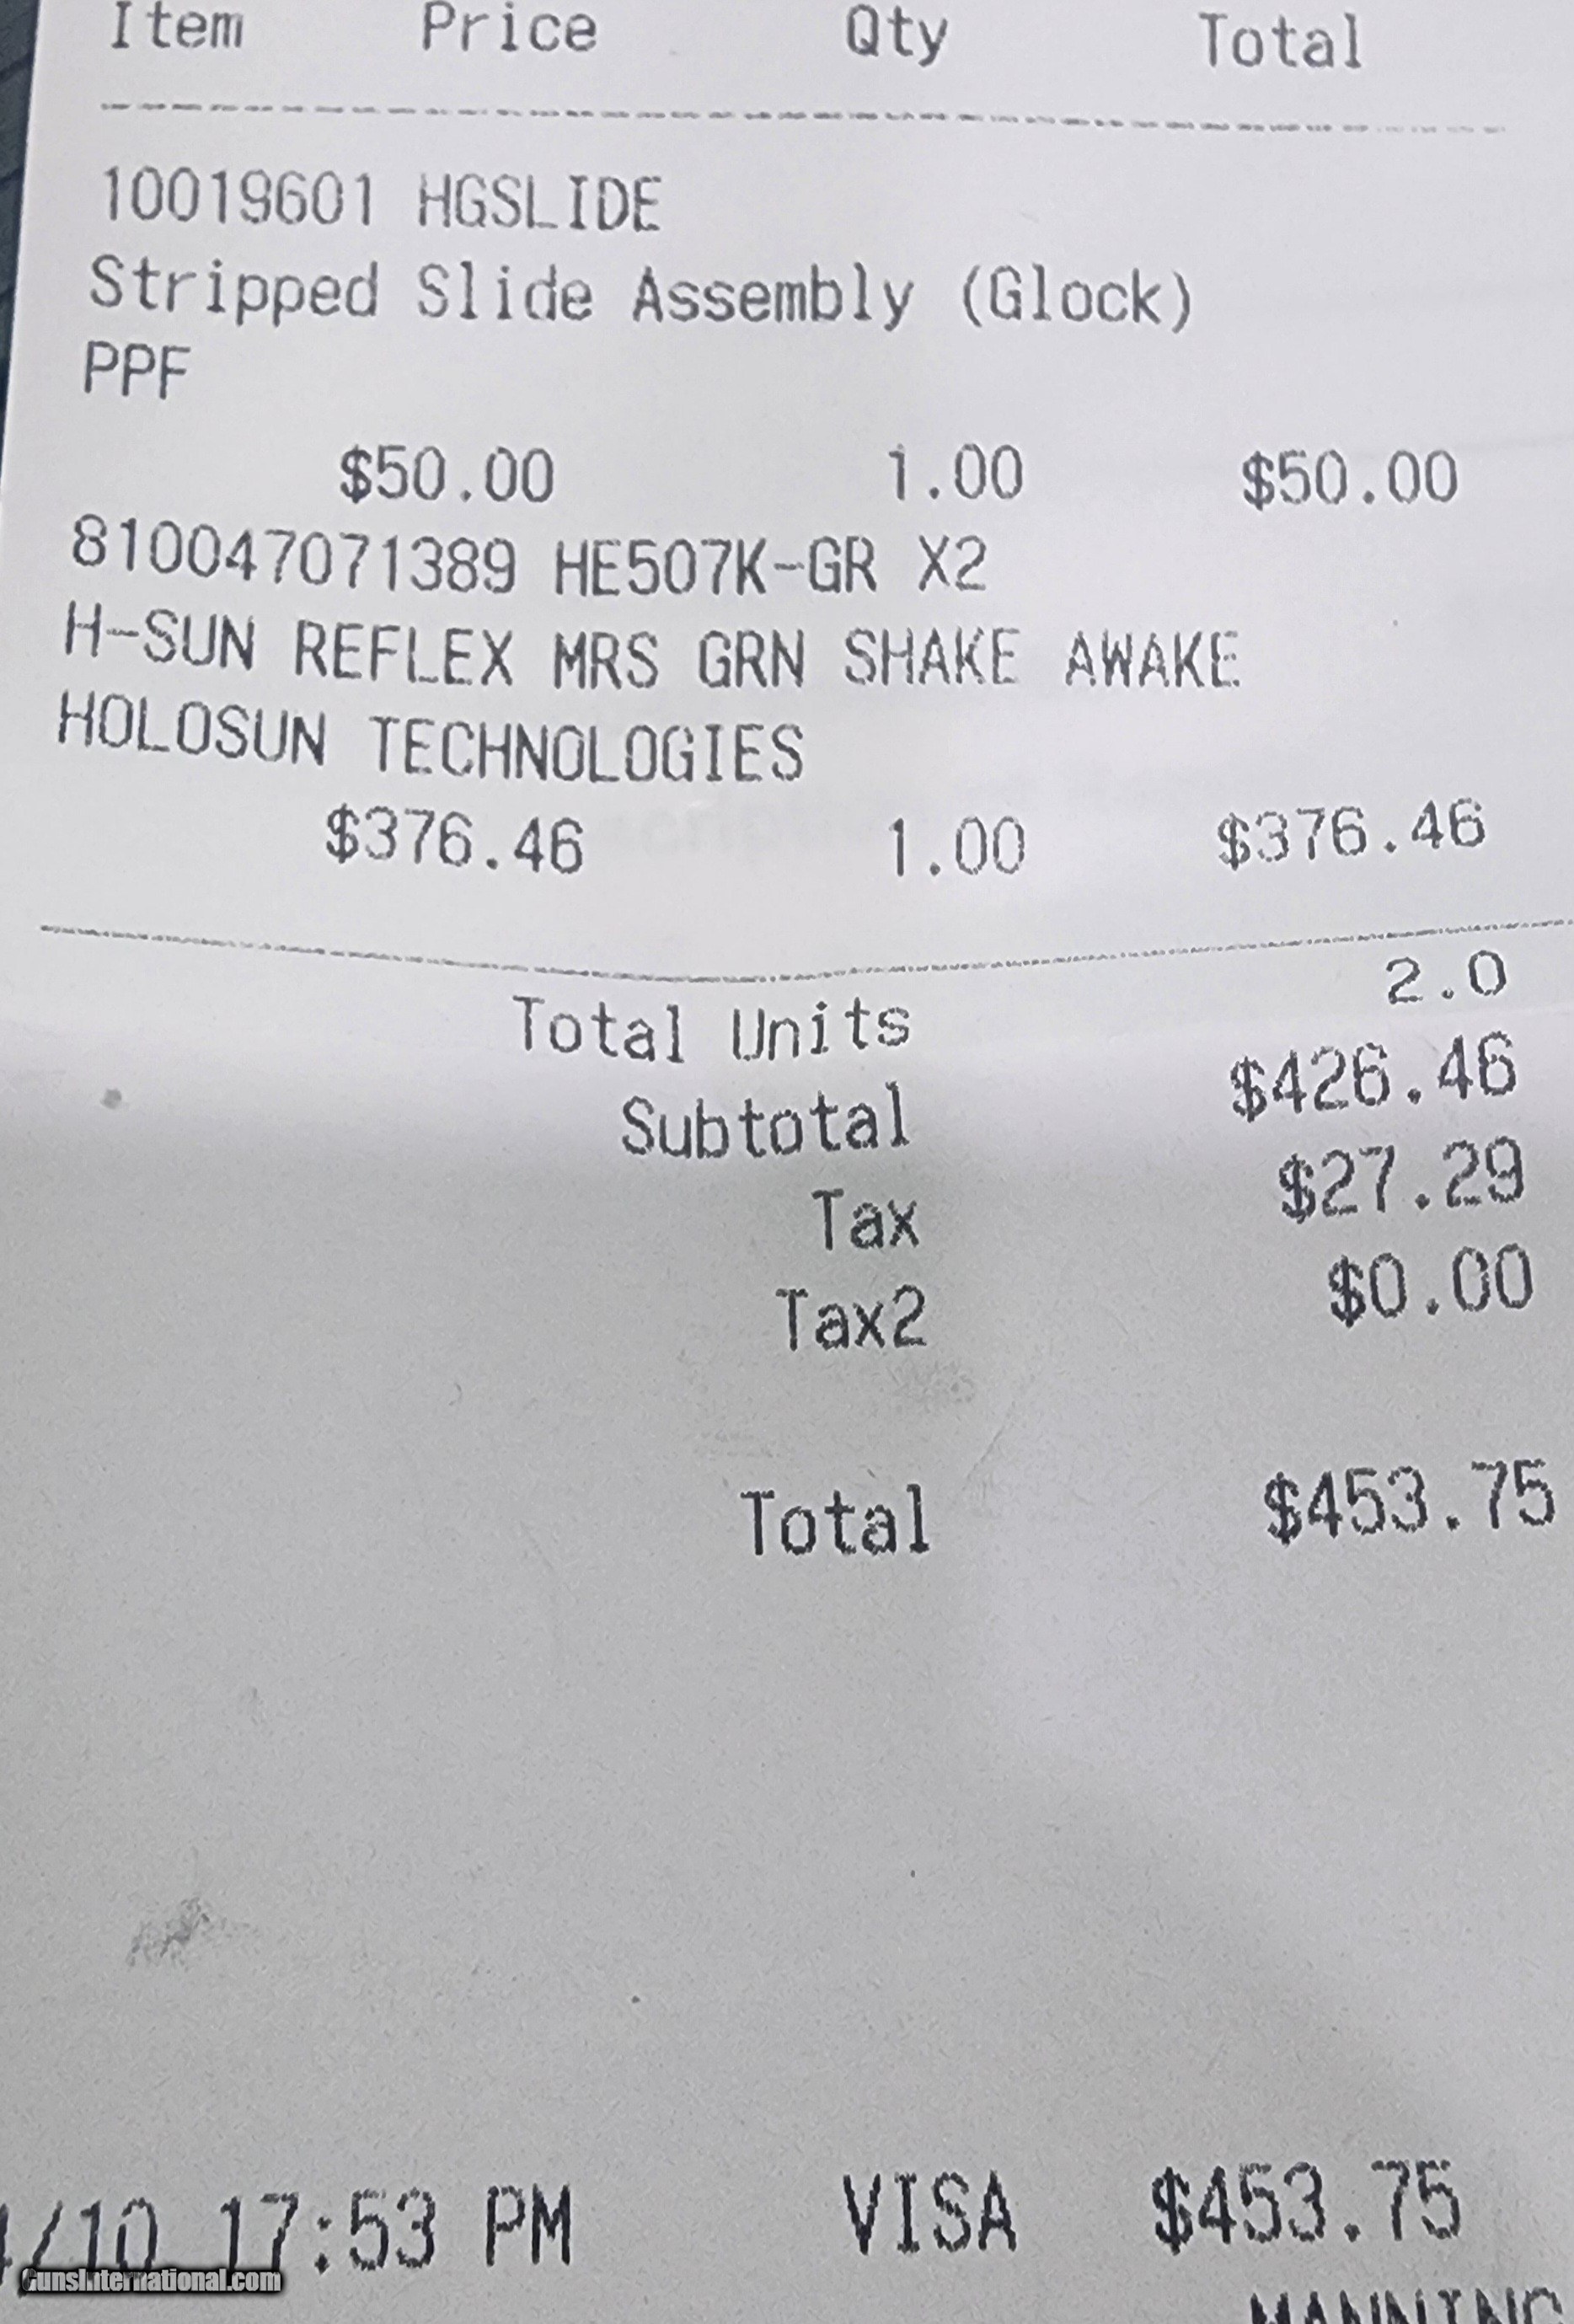 Item Price Qty Total
10019601 HGSLIDE
Stripped Slide Assembly (Glock)
PPF
$50.00 1.00 $50.00
810047071389 HE507K-GR X2
H-SUN REFLEX MRS GRN SHAKE AWAKE
HOLOSUN TECHNOLOGIES
$376.46 1.00 $376.46
Total Units 2.0
Subtotal $426.46
Tax $27.29
Tax2 $0.00
Total $453.75
/10 17:53 PM VISA $453.75
GunsInternational.com